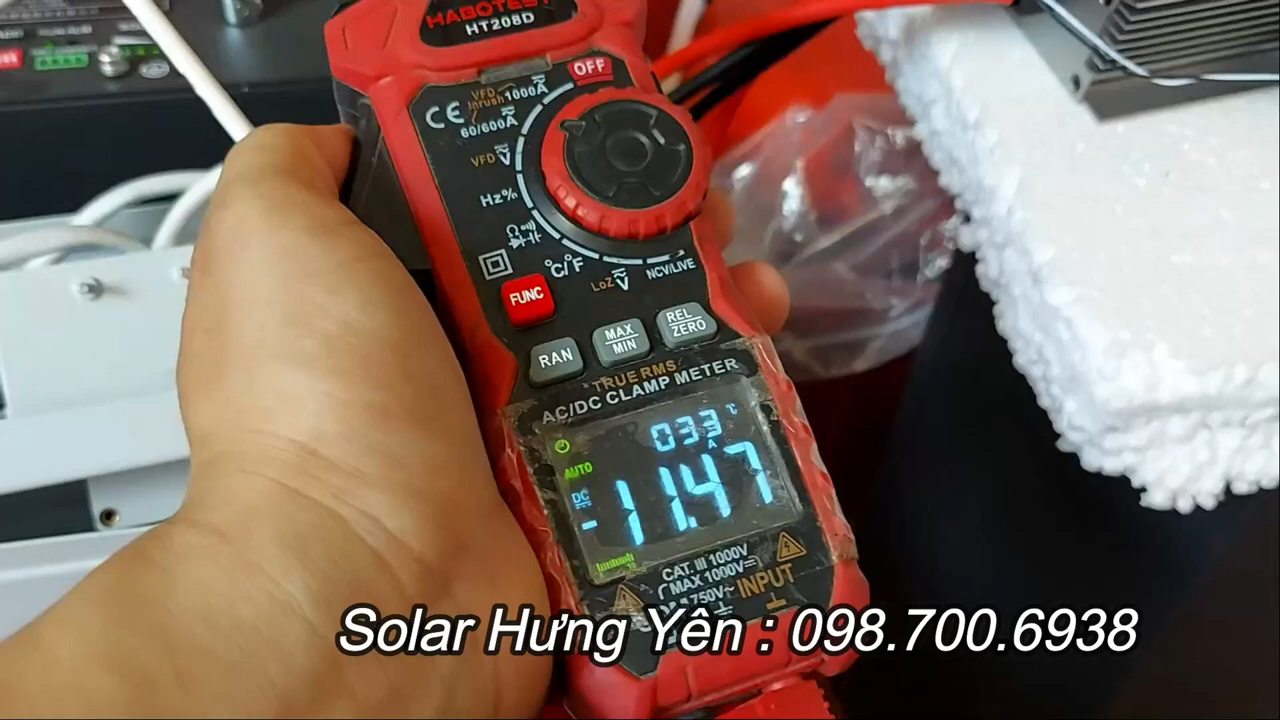 HABOTEST
HT208D
OFF
VFD
Inrush 1000A
CE
60/600A
VFD V
Hz%
°C/°F
LoZ V
NCV/LIVE
FUNC
RAN
MAX
MIN
REL
ZERO
TRUE RMS
AC/DC CLAMP METER
033 °C
A
AUTO
DC
-11.47
CAT. III 1000V
MAX 1000V
750V~
INPUT
Solar Hưng Yên : 098.700.6938